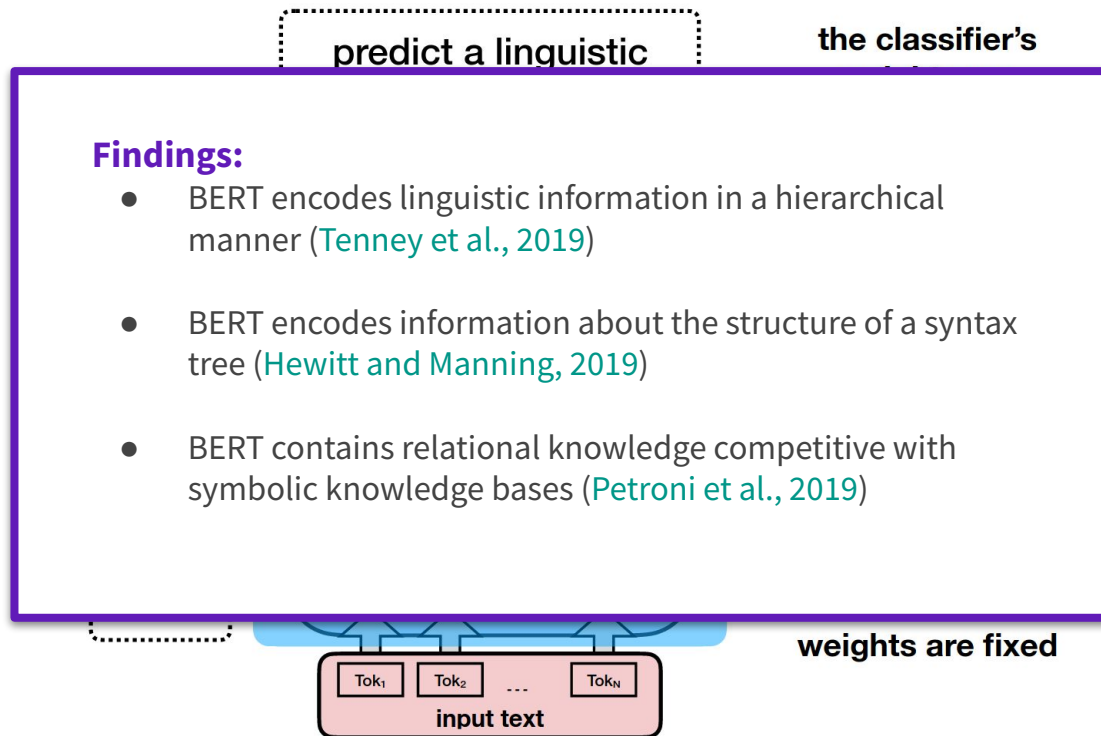 predict a linguistic
the classifier's
Findings:
● BERT encodes linguistic information in a hierarchical
manner (Tenney et al., 2019)
● BERT encodes information about the structure of a syntax
tree (Hewitt and Manning, 2019)
● BERT contains relational knowledge competitive with
symbolic knowledge bases (Petroni et al., 2019)
weights are fixed
Tok₁ Tok₂ ... Tok_N
input text